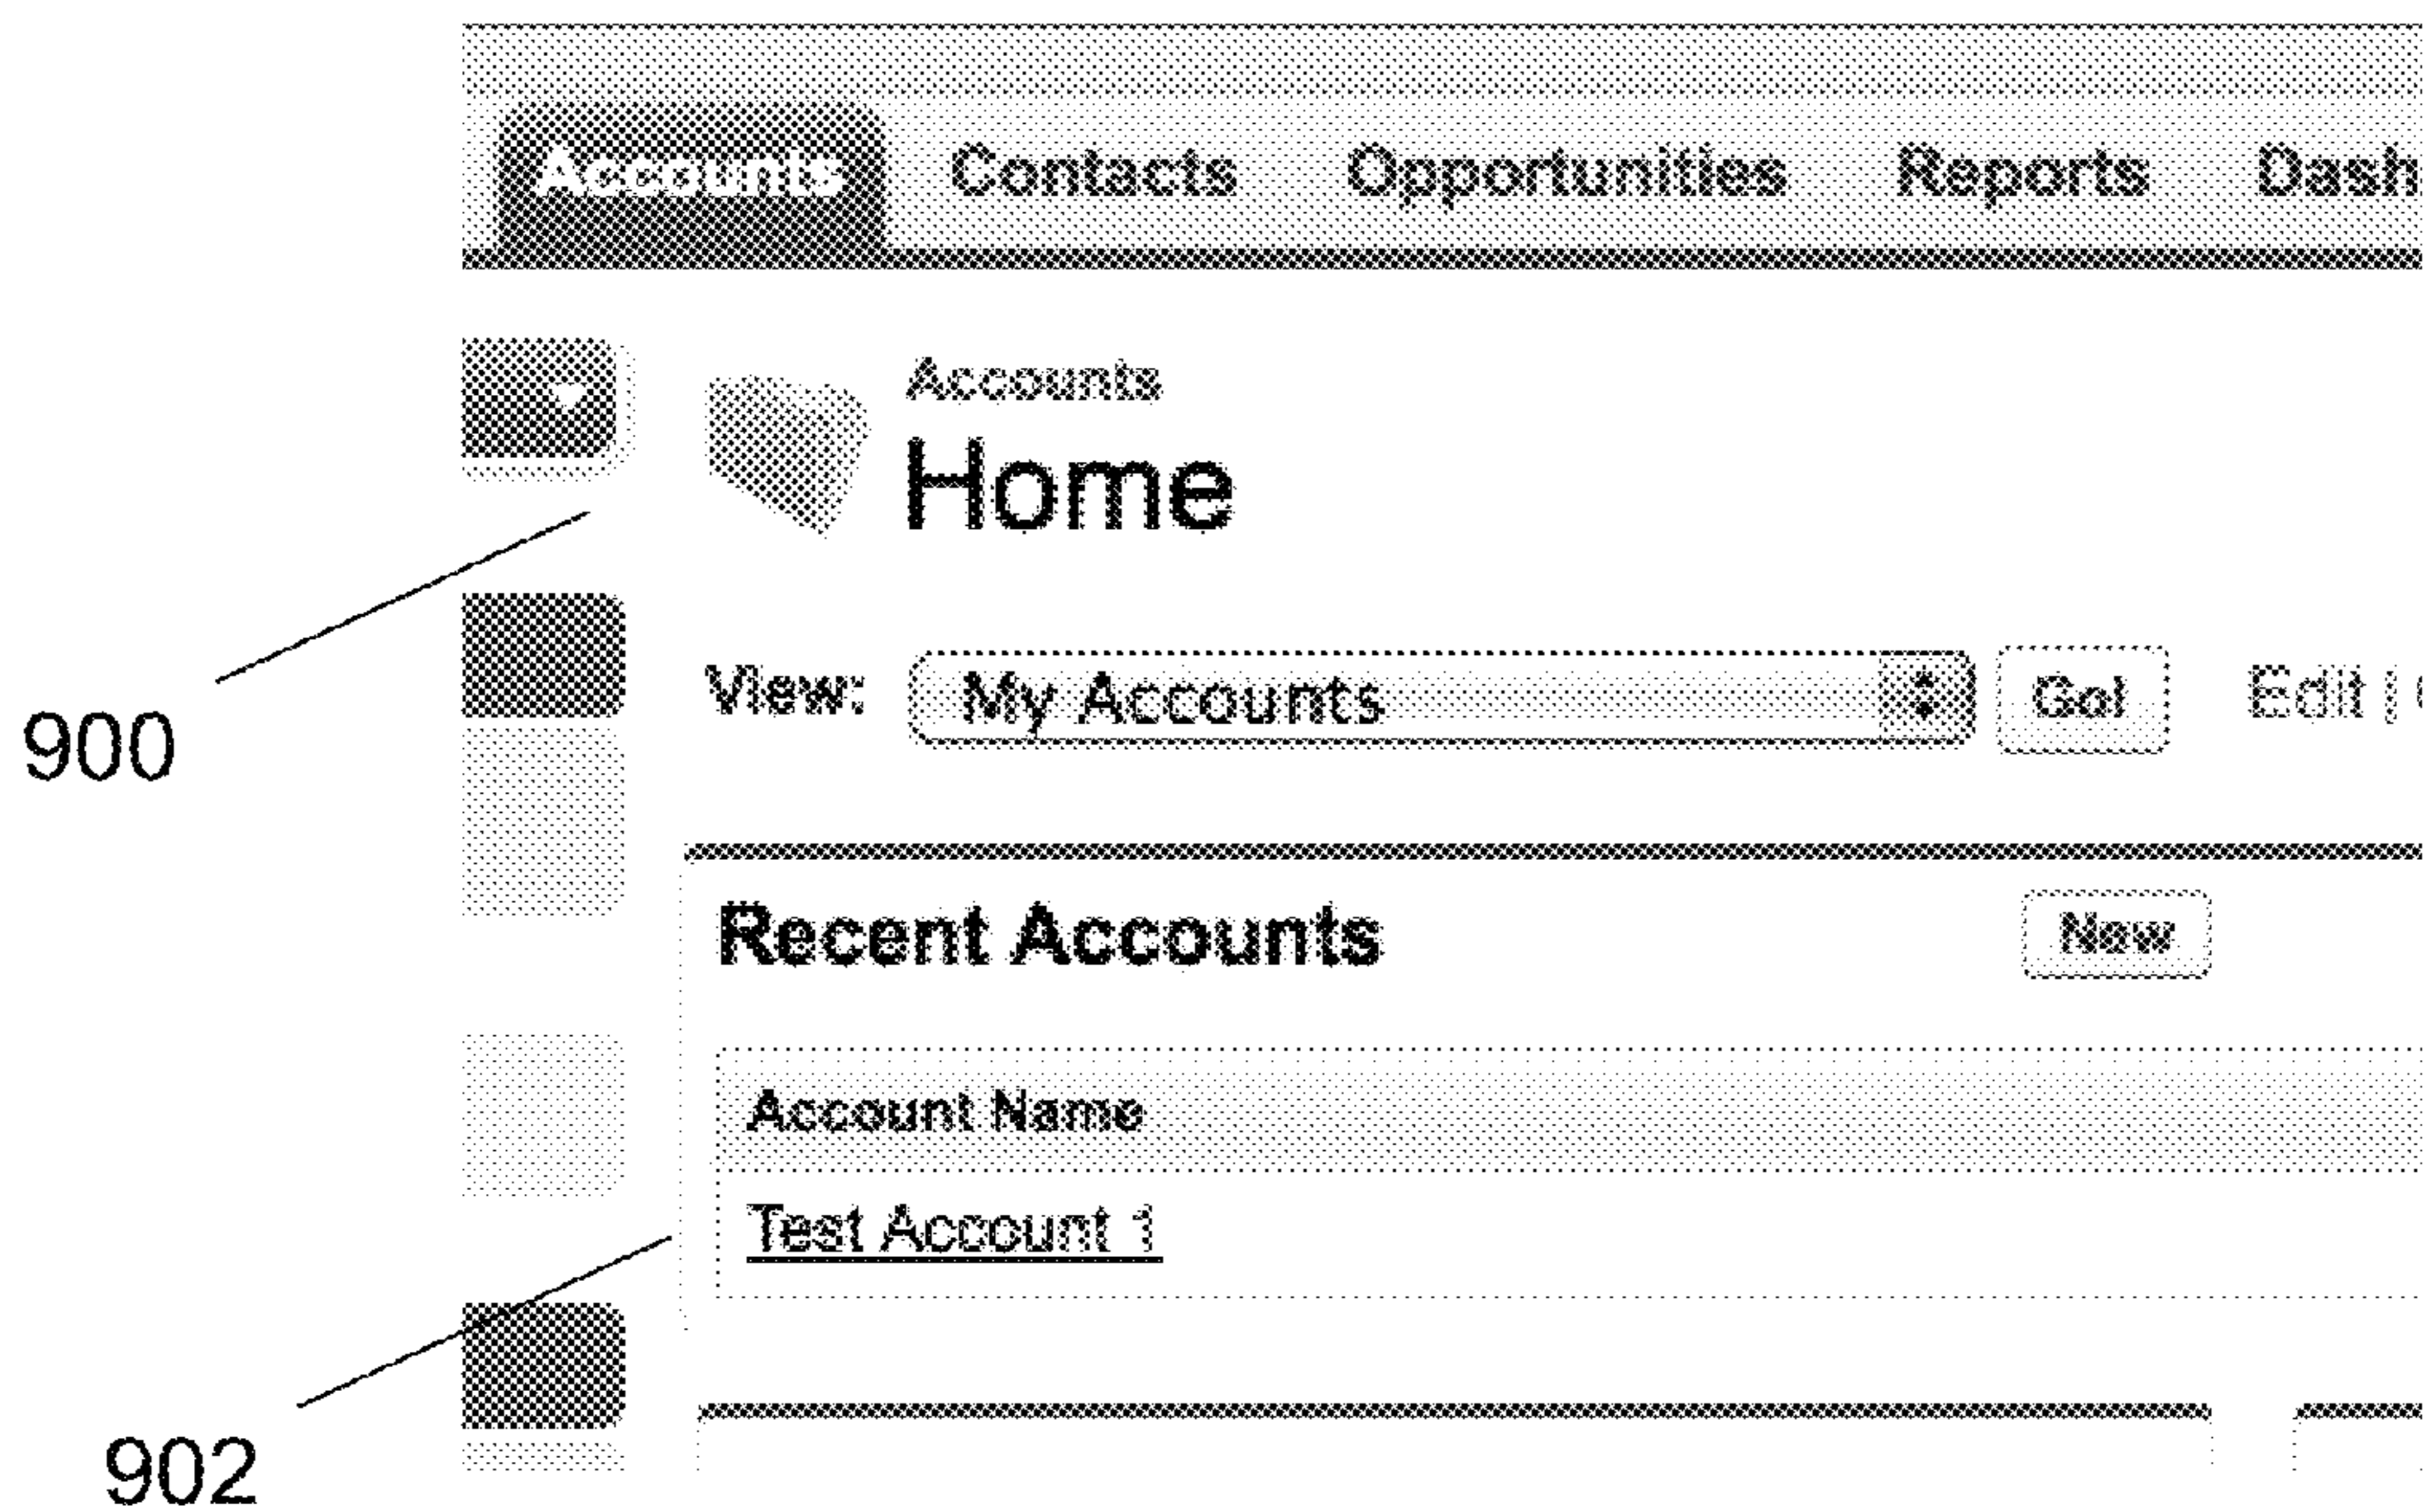 Accounts Contacts Opportunities Reports Dash
Accounts
Home
View: My Accounts Go! Edit |
900
Recent Accounts New
Account Name
Test Account 1
902